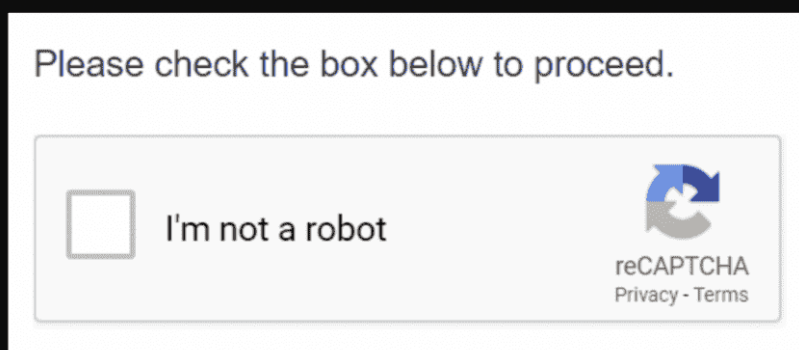 Please check the box below to proceed.
I'm not a robot
reCAPTCHA
Privacy - Terms